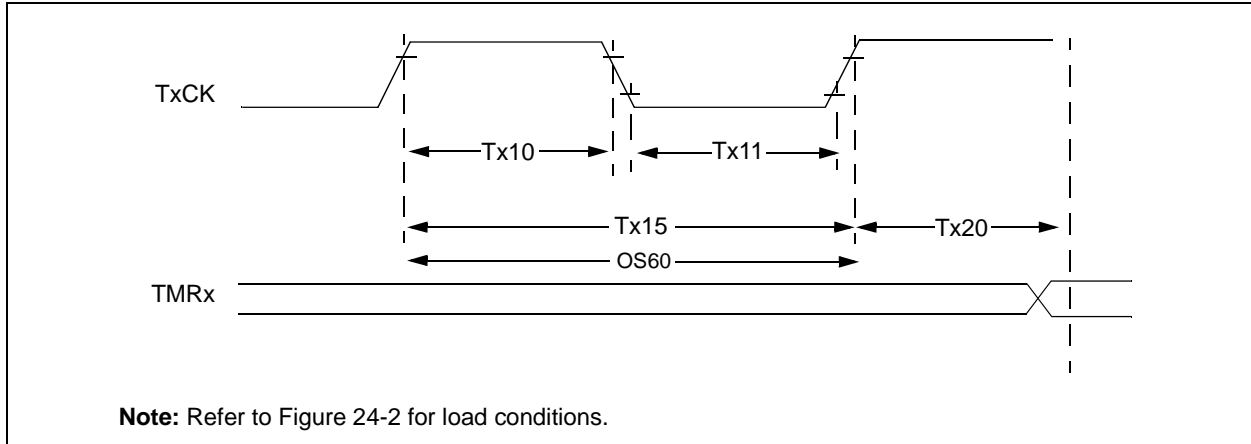 TxCK
Tx10
Tx11
Tx15
Tx20
OS60
TMRx
Note: Refer to Figure 24-2 for load conditions.